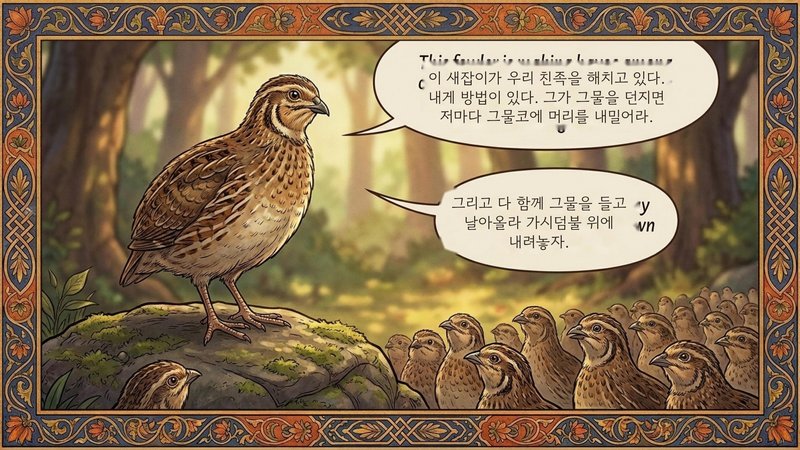 이 새잡이가 우리 친족을 해치고 있다.
내게 방법이 있다. 그가 그물을 던지면
저마다 그물코에 머리를 내밀어라.
그리고 다 함께 그물을 들고
날아올라 가시덤불 위에
내려놓자.